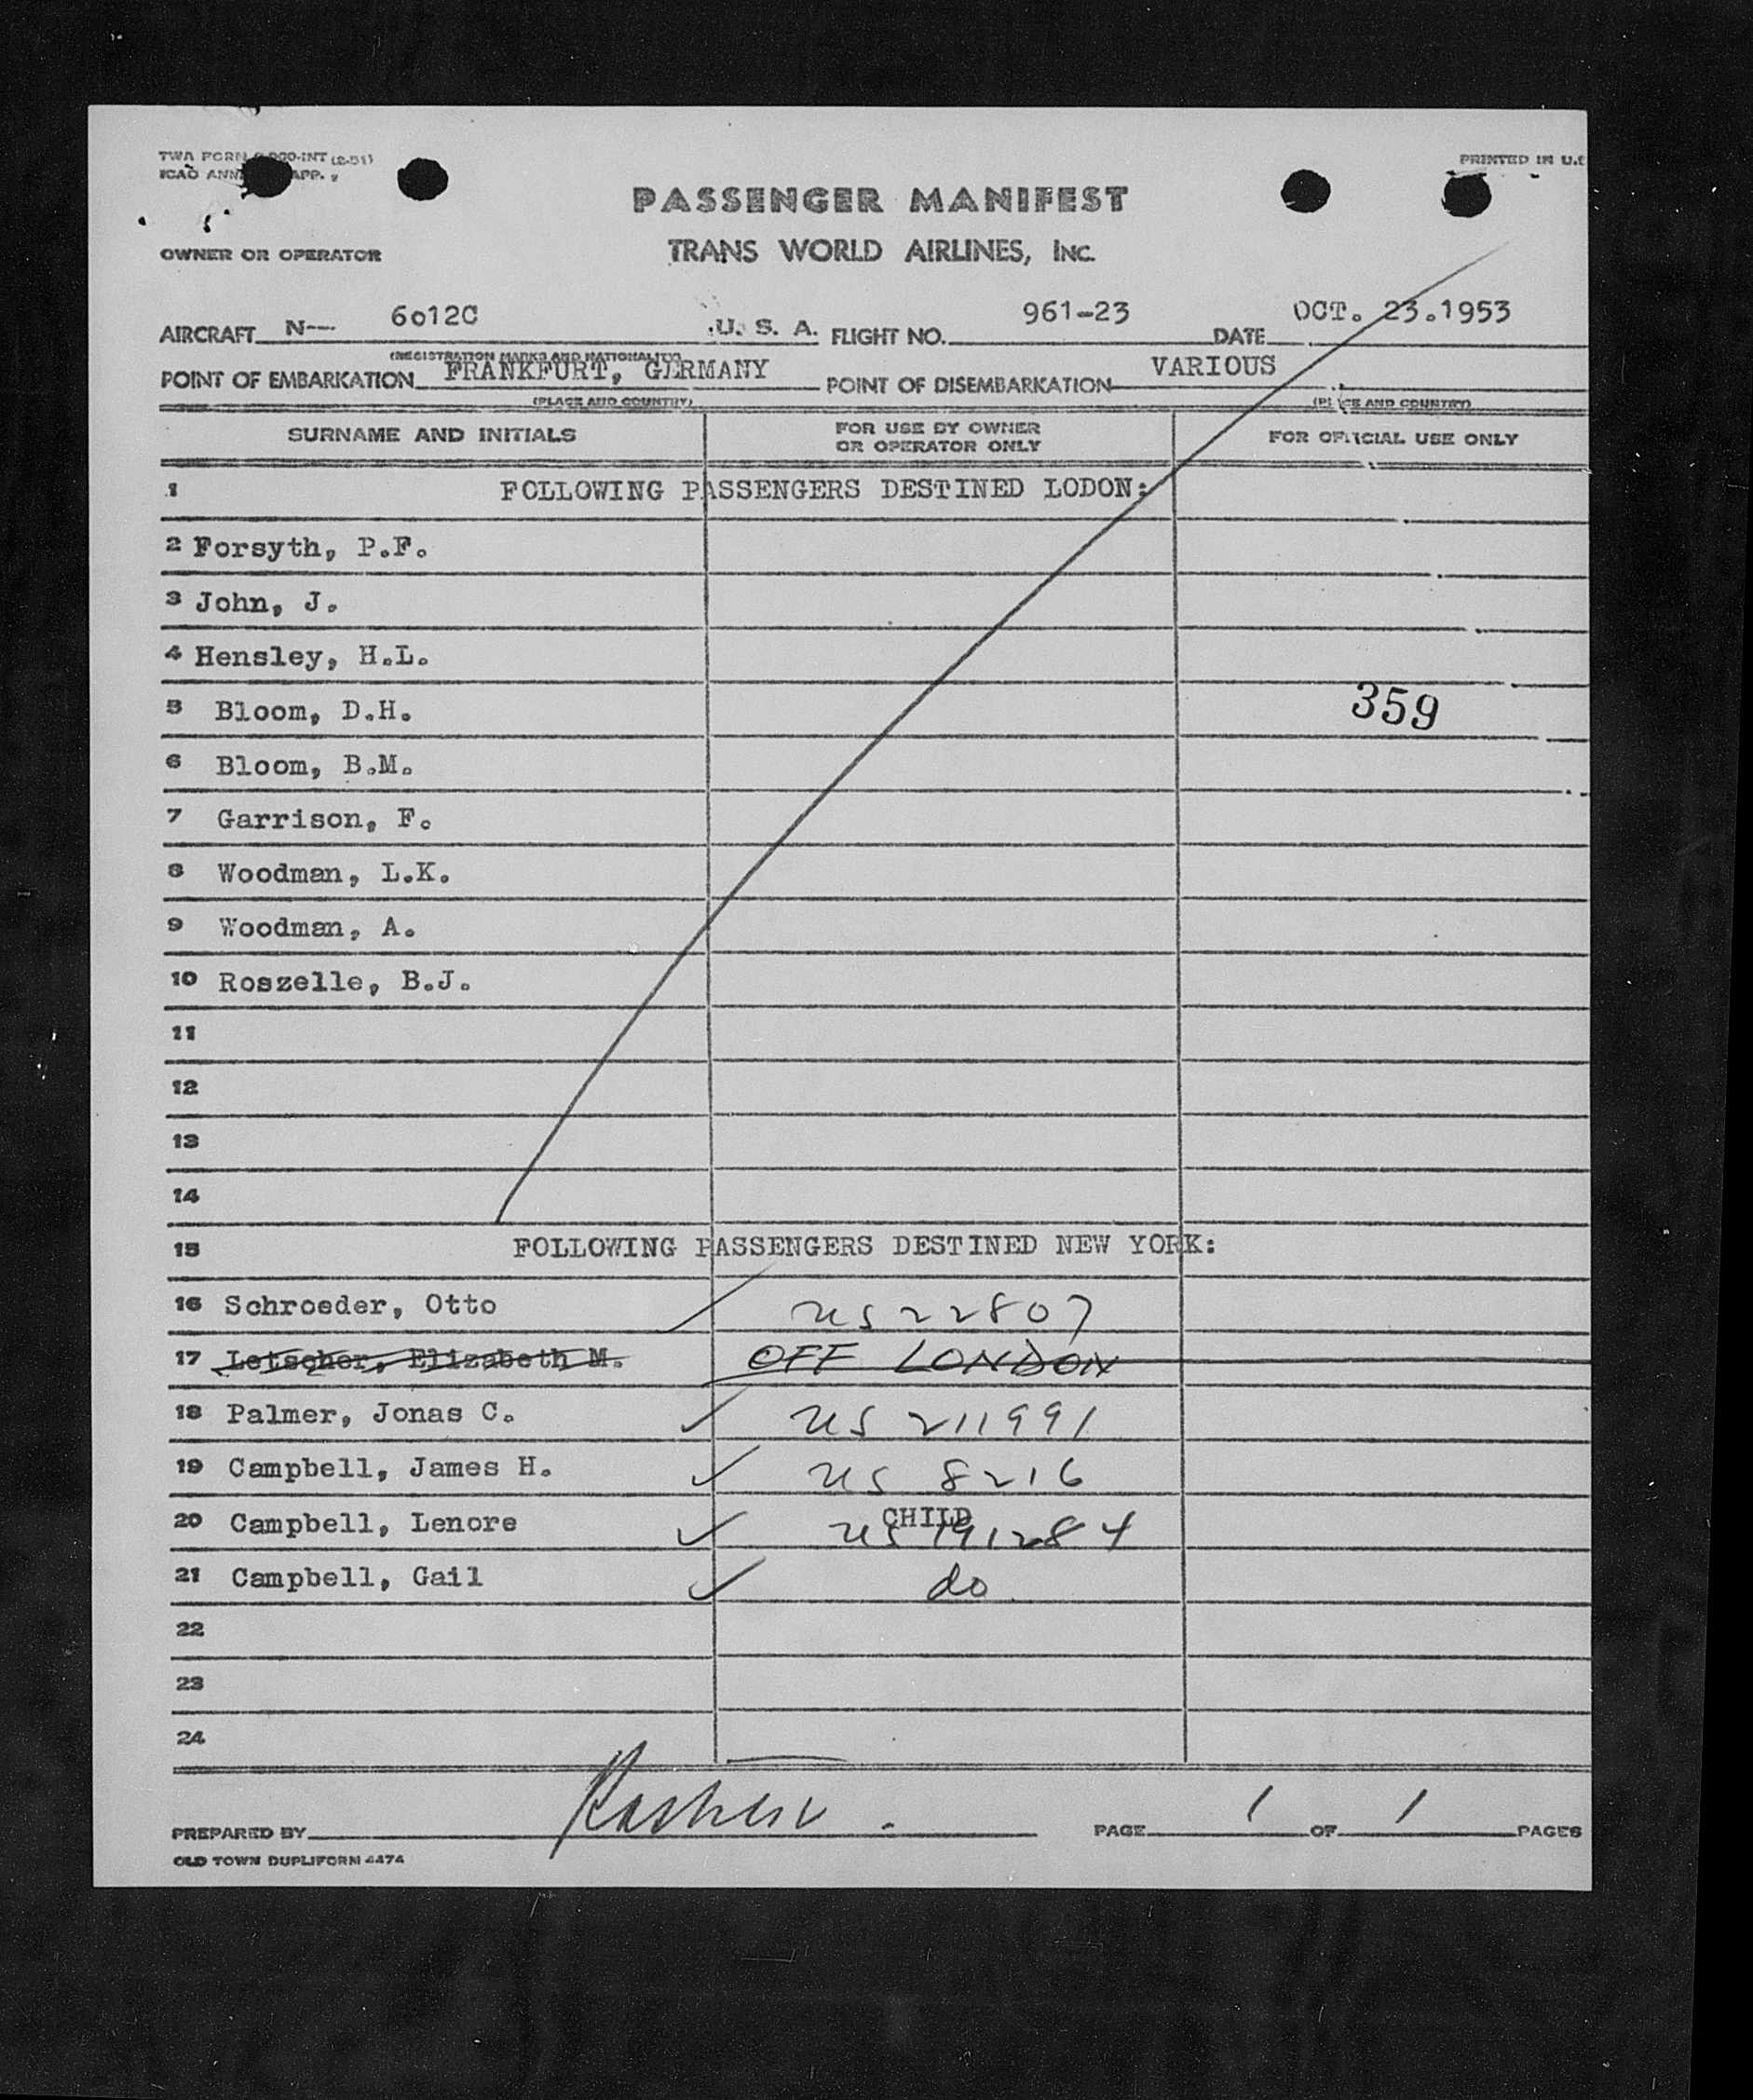 TWA FORM
ICAO ANN APP.
PRINTED IN U.S
PASSENGER MANIFEST
OWNER OR OPERATOR TRANS WORLD AIRLINES, INC.
AIRCRAFT N-- 6012C U. S. A. FLIGHT NO. 961-23 DATE OCT. 23.1953
(REGISTRATION MARKS AND NATIONALITY)
POINT OF EMBARKATION FRANKFURT, GERMANY POINT OF DISEMBARKATION VARIOUS
(PLACE AND COUNTRY) (PLACE AND COUNTRY)
SURNAME AND INITIALS FOR USE BY OWNER OR OPERATOR ONLY FOR OFFICIAL USE ONLY
1 FOLLOWING PASSENGERS DESTINED LODON:
2 Forsyth, P.F.
3 John, J.
4 Hensley, H.L.
5 Bloom, D.H. 359
6 Bloom, B.M.
7 Garrison, F.
8 Woodman, L.K.
9 Woodman, A.
10 Roszelle, B.J.
11
12
13
14
15 FOLLOWING PASSENGERS DESTINED NEW YORK:
16 Schroeder, Otto US 22807
17 Letscher, Elizabeth M. OFF LONDON
18 Palmer, Jonas C. US 211991
19 Campbell, James H. US 8216
20 Campbell, Lenore CHILD US 191284
21 Campbell, Gail do
22
23
24
PREPARED BY PAGE 1 OF 1 PAGES
OLD TOWN DUPLIFORM 4474